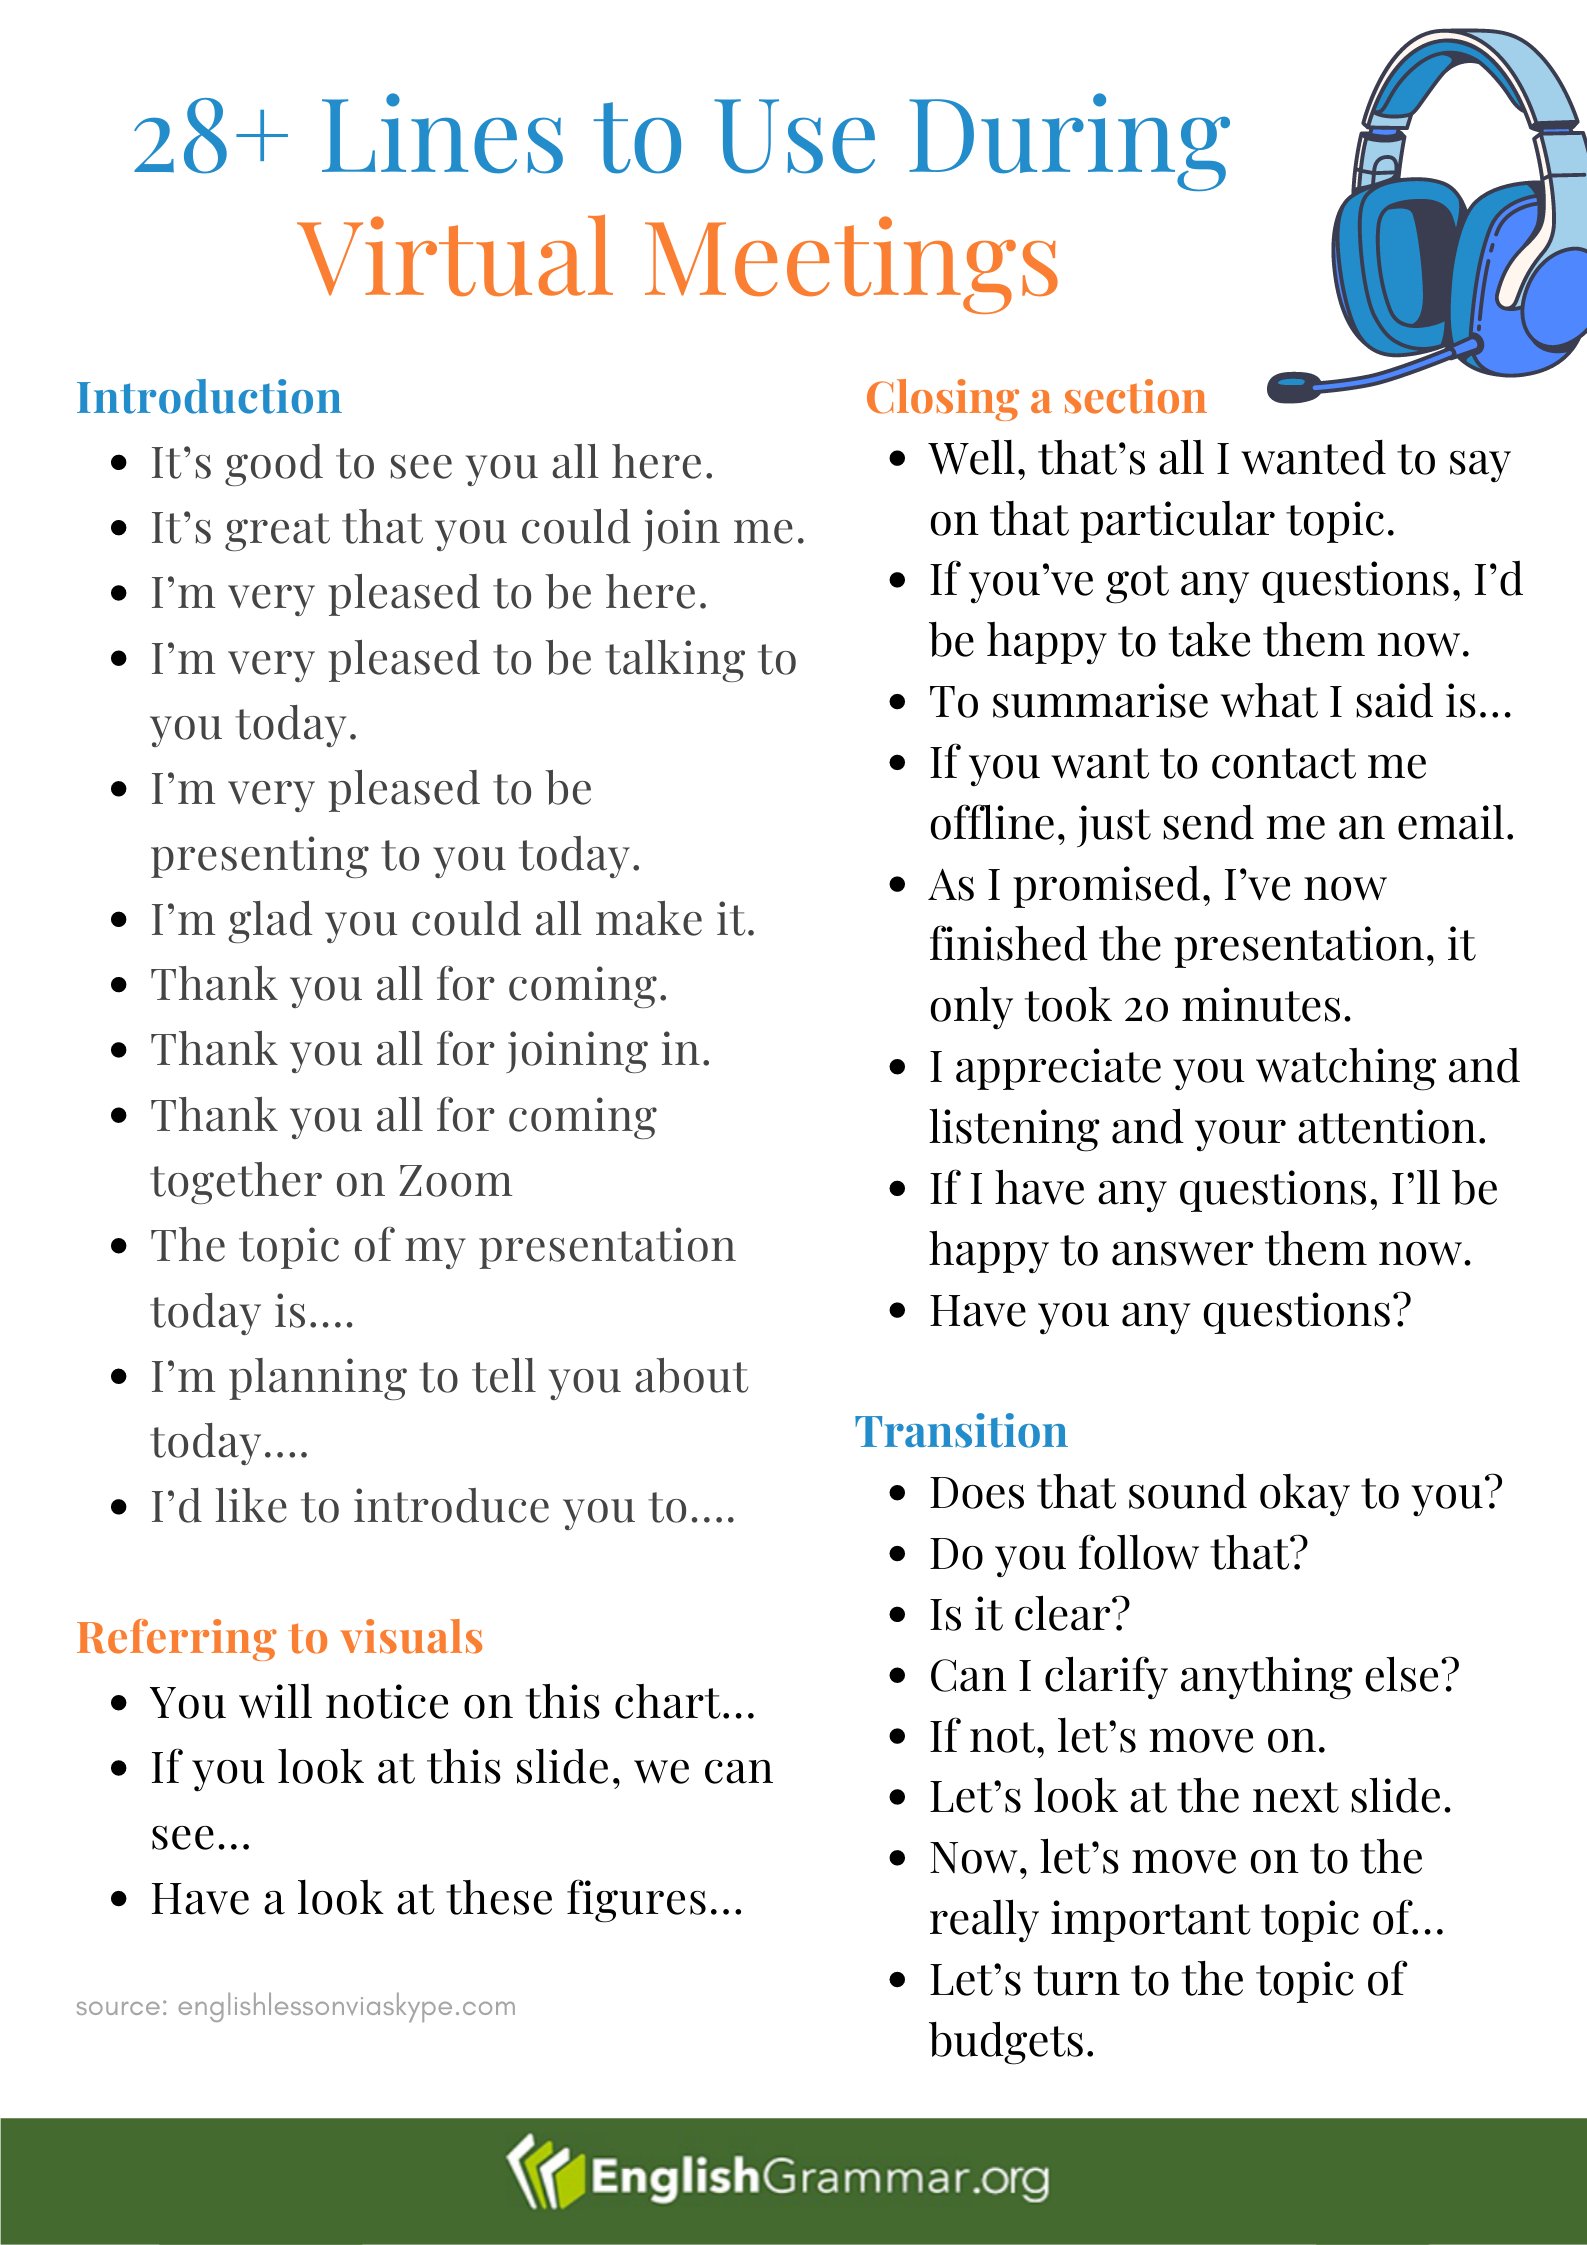 28+ Lines to Use During
Virtual Meetings
Introduction
• It’s good to see you all here.
• It’s great that you could join me.
• I’m very pleased to be here.
• I’m very pleased to be talking to
you today.
• I’m very pleased to be
presenting to you today.
• I’m glad you could all make it.
• Thank you all for coming.
• Thank you all for joining in.
• Thank you all for coming
together on Zoom
• The topic of my presentation
today is....
• I’m planning to tell you about
today....
• I’d like to introduce you to....
Referring to visuals
• You will notice on this chart...
• If you look at this slide, we can
see...
• Have a look at these figures...
source: englishlessonviaskype.com
Closing a section
• Well, that’s all I wanted to say
on that particular topic.
• If you’ve got any questions, I’d
be happy to take them now.
• To summarise what I said is...
• If you want to contact me
offline, just send me an email.
• As I promised, I’ve now
finished the presentation, it
only took 20 minutes.
• I appreciate you watching and
listening and your attention.
• If I have any questions, I’ll be
happy to answer them now.
• Have you any questions?
Transition
• Does that sound okay to you?
• Do you follow that?
• Is it clear?
• Can I clarify anything else?
• If not, let’s move on.
• Let’s look at the next slide.
• Now, let’s move on to the
really important topic of...
• Let’s turn to the topic of
budgets.
EnglishGrammar.org